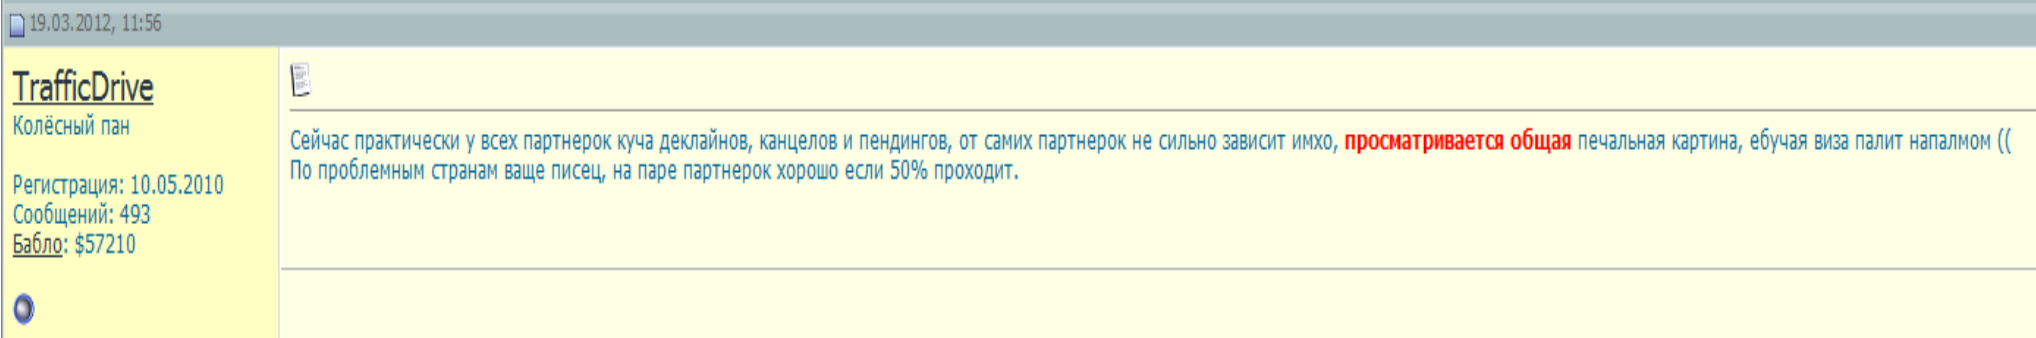 19.03.2012, 11:56
TrafficDrive
Колёсный пан
Регистрация: 10.05.2010
Сообщений: 493
Бабло: $57210
Сейчас практически у всех партнерок куча деклайнов, канцелов и пендингов, от самих партнерок не сильно зависит имхо, просматривается общая печальная картина, ебучая виза палит напалмом ((
По проблемным странам ваще писец, на паре партнерок хорошо если 50% проходит.